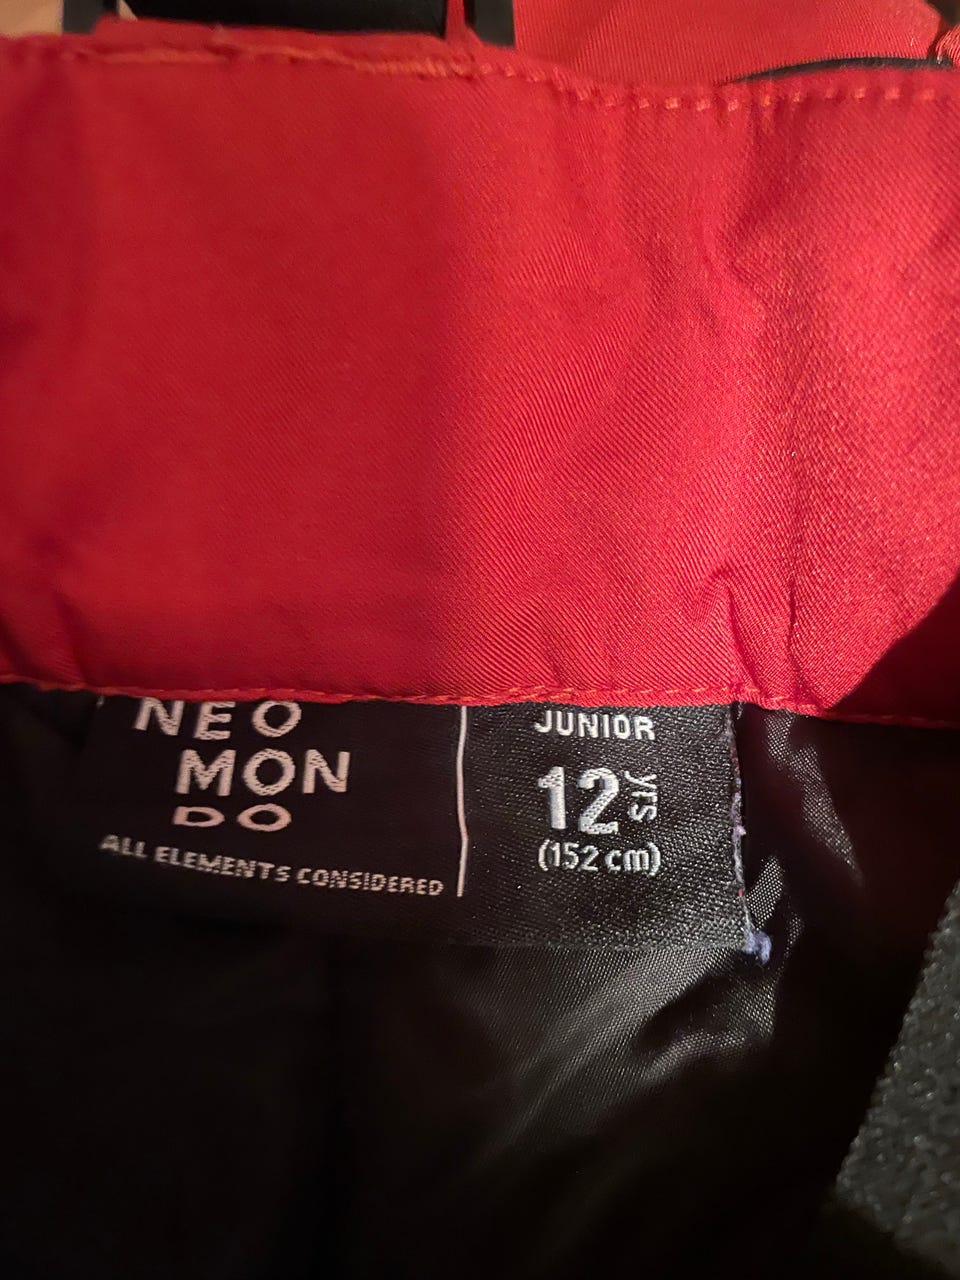 NEO
MON
DO
ALL ELEMENTS CONSIDERED
JUNIOR
12 yrs
(152 cm)